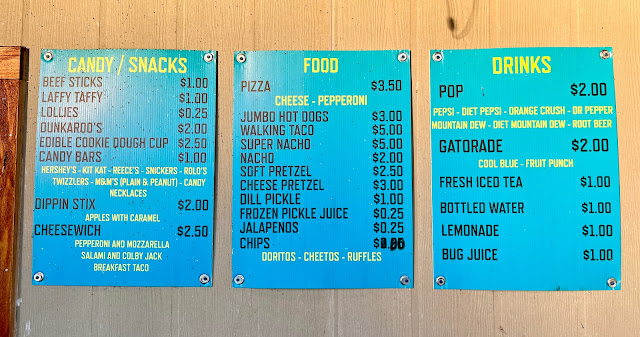 CANDY / SNACKS
BEEF STICKS $1.00
LAFFY TAFFY $1.00
LOLLIES $0.25
DUNKAROO'S $2.00
EDIBLE COOKIE DOUGH CUP $2.50
CANDY BARS $1.00
HERSHEY'S - KIT KAT - REECE'S - SNICKERS - ROLO'S
TWIZZLERS - M&M'S (PLAIN & PEANUT) - CANDY
NECKLACES
DIPPIN STIX $2.00
APPLES WITH CARAMEL
CHEESEWICH $2.50
PEPPERONI AND MOZZARELLA
SALAMI AND COLBY JACK
BREAKFAST TACO
FOOD
PIZZA $3.50
CHEESE - PEPPERONI
JUMBO HOT DOGS $3.00
WALKING TACO $5.00
SUPER NACHO $5.00
NACHO $2.00
SOFT PRETZEL $2.50
CHEESE PRETZEL $3.00
DILL PICKLE $1.00
FROZEN PICKLE JUICE $0.25
JALAPENOS $0.25
CHIPS
DORITOS - CHEETOS - RUFFLES
DRINKS
POP $2.00
PEPSI - DIET PEPSI - ORANGE CRUSH - DR PEPPER
MOUNTAIN DEW - DIET MOUNTAIN DEW - ROOT BEER
GATORADE $2.00
COOL BLUE - FRUIT PUNCH
FRESH ICED TEA $1.00
BOTTLED WATER $1.00
LEMONADE $1.00
BUG JUICE $1.00